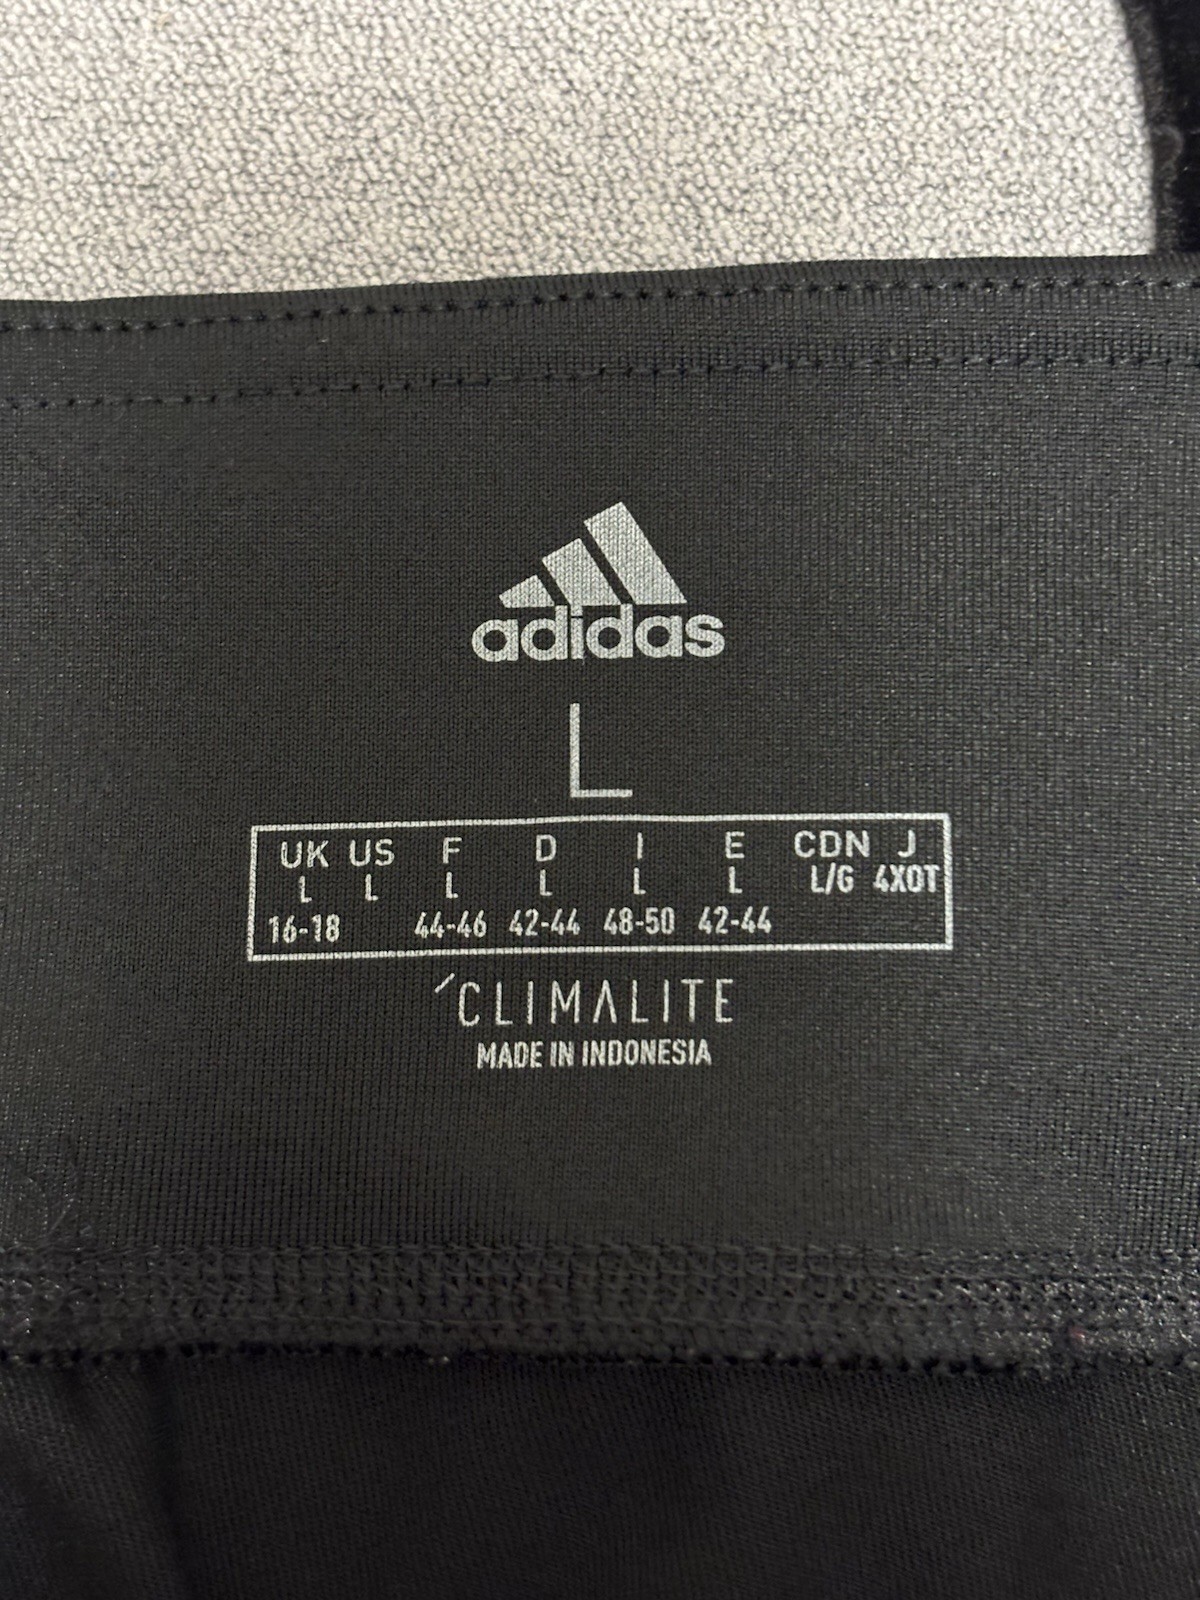 adidas
L
UK US F D I E CDN J
L L L L L L L/G 4XOT
16-18 44-46 42-44 48-50 42-44
CLIMALITE
MADE IN INDONESIA